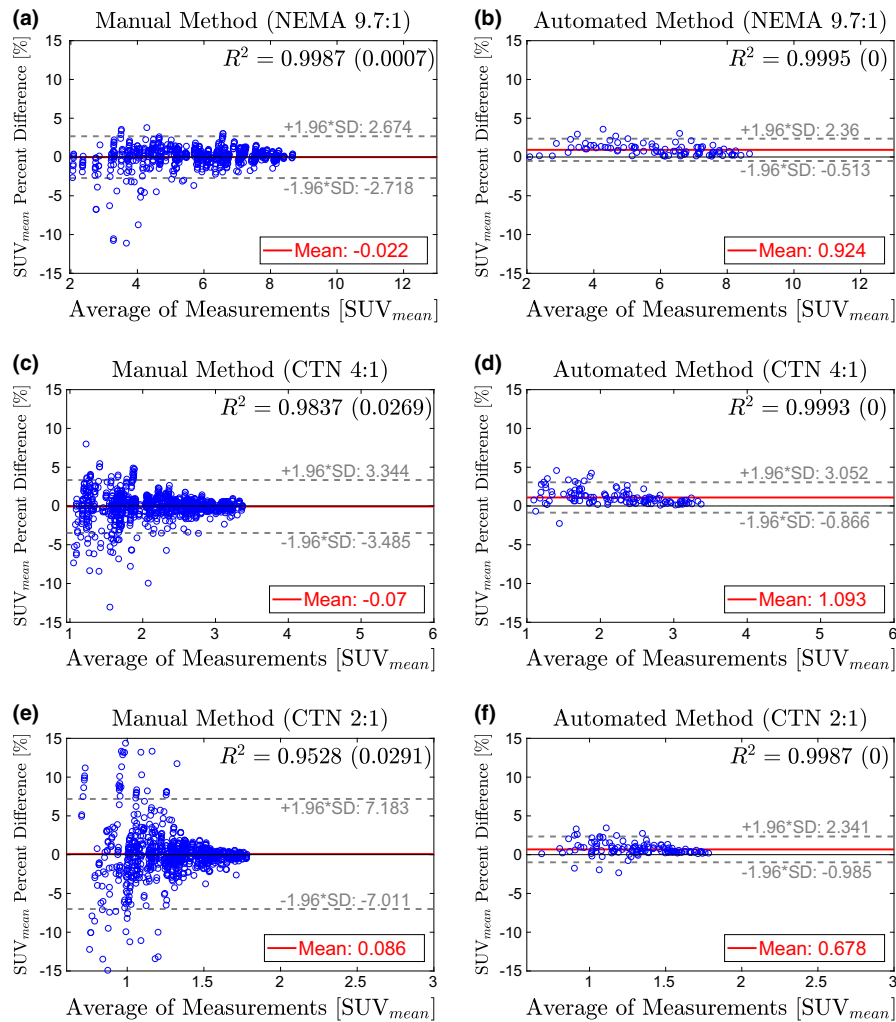 (a) Manual Method (NEMA 9.7:1)
SUVmean Percent Difference [%]
15
10
5
0
-5
-10
-15
R² = 0.9987 (0.0007)
+1.96*SD: 2.674
-1.96*SD: -2.718
Mean: -0.022
2 4 6 8 10 12
Average of Measurements [SUVmean]
(b) Automated Method (NEMA 9.7:1)
SUVmean Percent Difference [%]
15
10
5
0
-5
-10
-15
R² = 0.9995 (0)
+1.96*SD: 2.36
-1.96*SD: -0.513
Mean: 0.924
2 4 6 8 10 12
Average of Measurements [SUVmean]
(c) Manual Method (CTN 4:1)
SUVmean Percent Difference [%]
15
10
5
0
-5
-10
-15
R² = 0.9837 (0.0269)
+1.96*SD: 3.344
-1.96*SD: -3.485
Mean: -0.07
1 2 3 4 5 6
Average of Measurements [SUVmean]
(d) Automated Method (CTN 4:1)
SUVmean Percent Difference [%]
15
10
5
0
-5
-10
-15
R² = 0.9993 (0)
+1.96*SD: 3.052
-1.96*SD: -0.866
Mean: 1.093
1 2 3 4 5 6
Average of Measurements [SUVmean]
(e) Manual Method (CTN 2:1)
SUVmean Percent Difference [%]
15
10
5
0
-5
-10
-15
R² = 0.9528 (0.0291)
+1.96*SD: 7.183
-1.96*SD: -7.011
Mean: 0.086
1 1.5 2 2.5 3
Average of Measurements [SUVmean]
(f) Automated Method (CTN 2:1)
SUVmean Percent Difference [%]
15
10
5
0
-5
-10
-15
R² = 0.9987 (0)
+1.96*SD: 2.341
-1.96*SD: -0.985
Mean: 0.678
1 1.5 2 2.5 3
Average of Measurements [SUVmean]